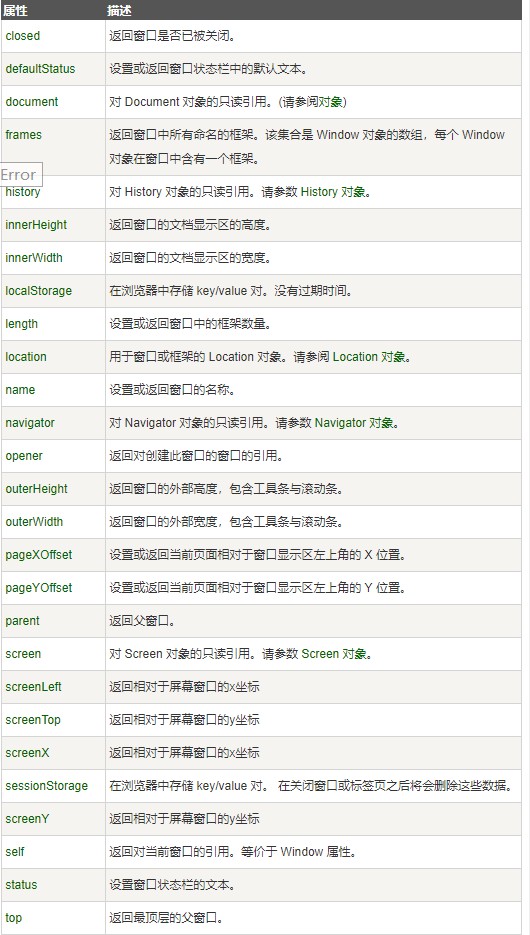 属性 描述
closed 返回窗口是否已被关闭。
defaultStatus 设置或返回窗口状态栏中的默认文本。
document 对 Document 对象的只读引用。(请参阅对象)
frames 返回窗口中所有命名的框架。该集合是 Window 对象的数组，每个 Window
对象在窗口中含有一个框架。
Error
history 对 History 对象的只读引用。请参数 History 对象。
innerHeight 返回窗口的文档显示区的高度。
innerWidth 返回窗口的文档显示区的宽度。
localStorage 在浏览器中存储 key/value 对。没有过期时间。
length 设置或返回窗口中的框架数量。
location 用于窗口或框架的 Location 对象。请参阅 Location 对象。
name 设置或返回窗口的名称。
navigator 对 Navigator 对象的只读引用。请参数 Navigator 对象。
opener 返回对创建此窗口的窗口的引用。
outerHeight 返回窗口的外部高度，包含工具条与滚动条。
outerWidth 返回窗口的外部宽度，包含工具条与滚动条。
pageXOffset 设置或返回当前页面相对于窗口显示区左上角的 X 位置。
pageYOffset 设置或返回当前页面相对于窗口显示区左上角的 Y 位置。
parent 返回父窗口。
screen 对 Screen 对象的只读引用。请参数 Screen 对象。
screenLeft 返回相对于屏幕窗口的x坐标
screenTop 返回相对于屏幕窗口的y坐标
screenX 返回相对于屏幕窗口的x坐标
sessionStorage 在浏览器中存储 key/value 对。 在关闭窗口或标签页之后将会删除这些数据。
screenY 返回相对于屏幕窗口的y坐标
self 返回对当前窗口的引用。等价于 Window 属性。
status 设置窗口状态栏的文本。
top 返回最顶层的父窗口。